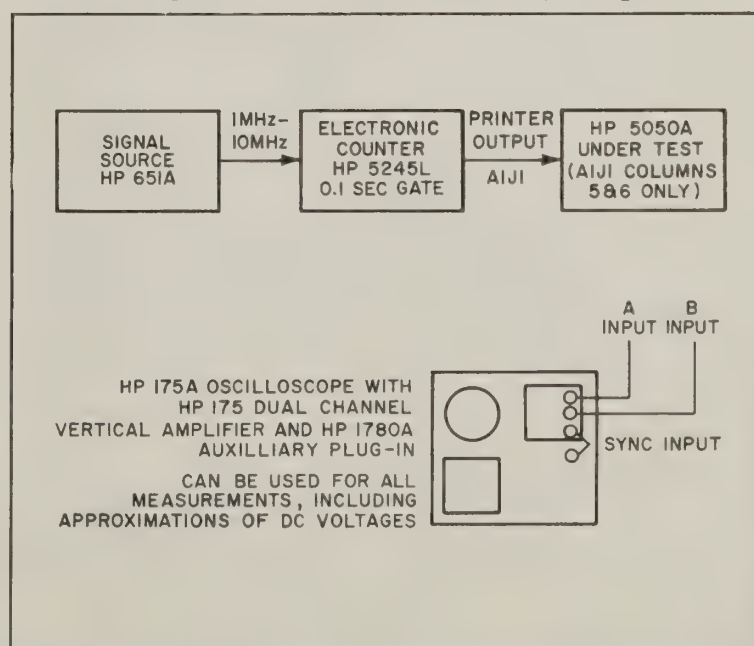 SIGNAL
SOURCE
HP 651A
1MHz-
10MHz
ELECTRONIC
COUNTER
HP 5245L
0.1 SEC GATE
PRINTER
OUTPUT
A1J1
HP 5050A
UNDER TEST
(A1J1 COLUMNS
5&6 ONLY)
A B
INPUT INPUT
HP 175A OSCILLOSCOPE WITH
HP 175 DUAL CHANNEL
VERTICAL AMPLIFIER AND HP 1780A
AUXILLIARY PLUG-IN
SYNC INPUT
CAN BE USED FOR ALL
MEASUREMENTS, INCLUDING
APPROXIMATIONS OF DC VOLTAGES